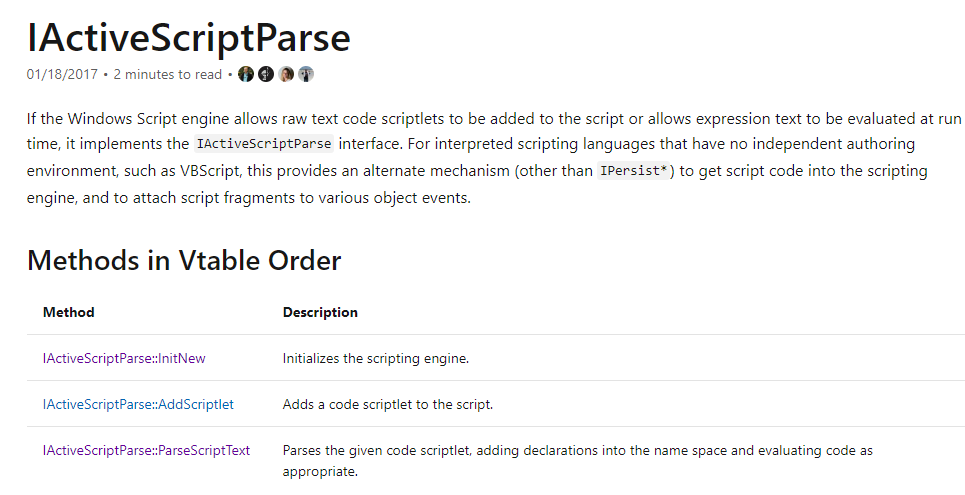 IActiveScriptParse
01/18/2017 • 2 minutes to read •
If the Windows Script engine allows raw text code scriptlets to be added to the script or allows expression text to be evaluated at run
time, it implements the IActiveScriptParse interface. For interpreted scripting languages that have no independent authoring
environment, such as VBScript, this provides an alternate mechanism (other than IPersist*) to get script code into the scripting
engine, and to attach script fragments to various object events.
Methods in Vtable Order
Method Description
IActiveScriptParse::InitNew Initializes the scripting engine.
IActiveScriptParse::AddScriptlet Adds a code scriptlet to the script.
IActiveScriptParse::ParseScriptText Parses the given code scriptlet, adding declarations into the name space and evaluating code as
appropriate.